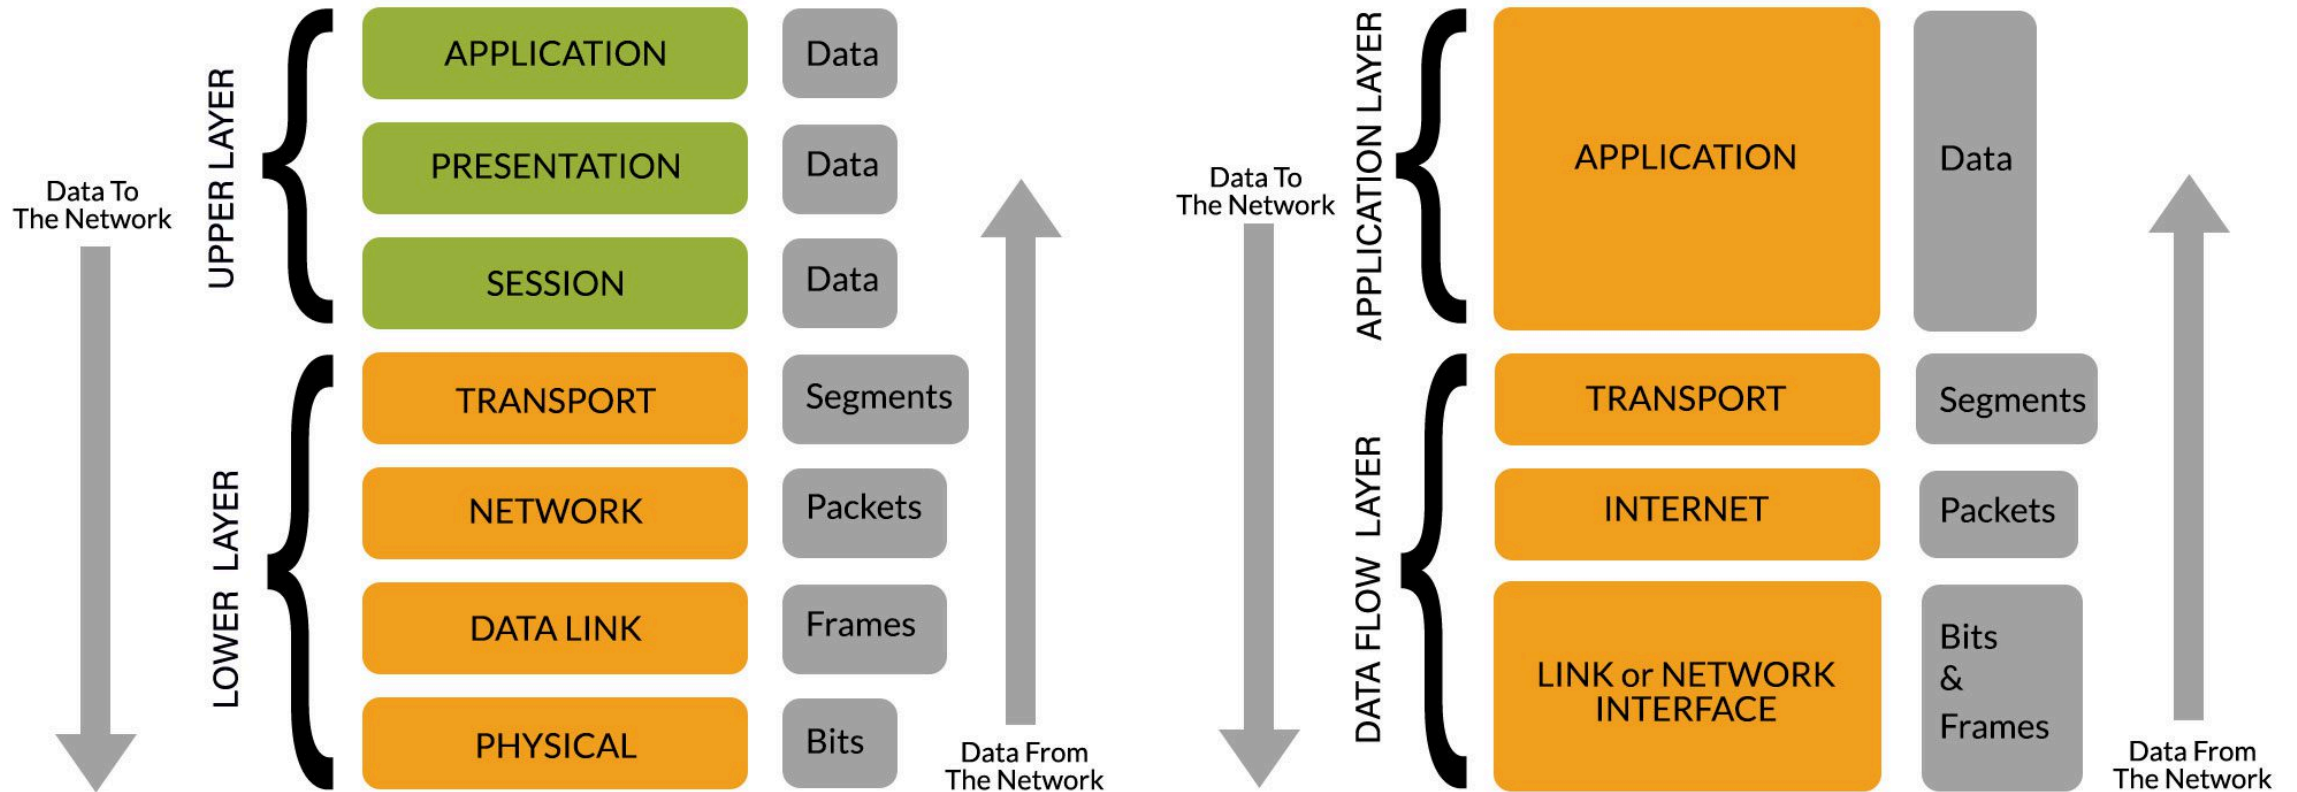 Data To
The Network
UPPER LAYER
APPLICATION
Data
PRESENTATION
Data
SESSION
Data
LOWER LAYER
TRANSPORT
Segments
NETWORK
Packets
DATA LINK
Frames
PHYSICAL
Bits
Data From
The Network
Data To
The Network
APPLICATION LAYER
APPLICATION
Data
DATA FLOW LAYER
TRANSPORT
Segments
INTERNET
Packets
LINK or NETWORK
INTERFACE
Bits
&
Frames
Data From
The Network